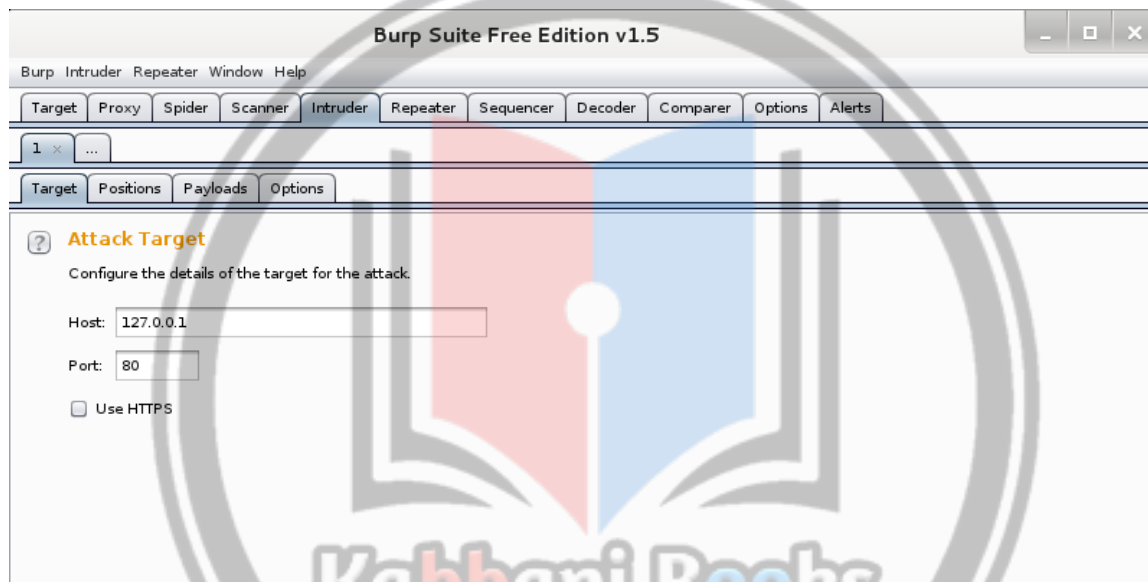 Burp Suite Free Edition v1.5
Burp Intruder Repeater Window Help
Target Proxy Spider Scanner Intruder Repeater Sequencer Decoder Comparer Options Alerts
1 × ...
Target Positions Payloads Options
? Attack Target
Configure the details of the target for the attack.
Host: 127.0.0.1
Port: 80
Use HTTPS
Kabbani Books